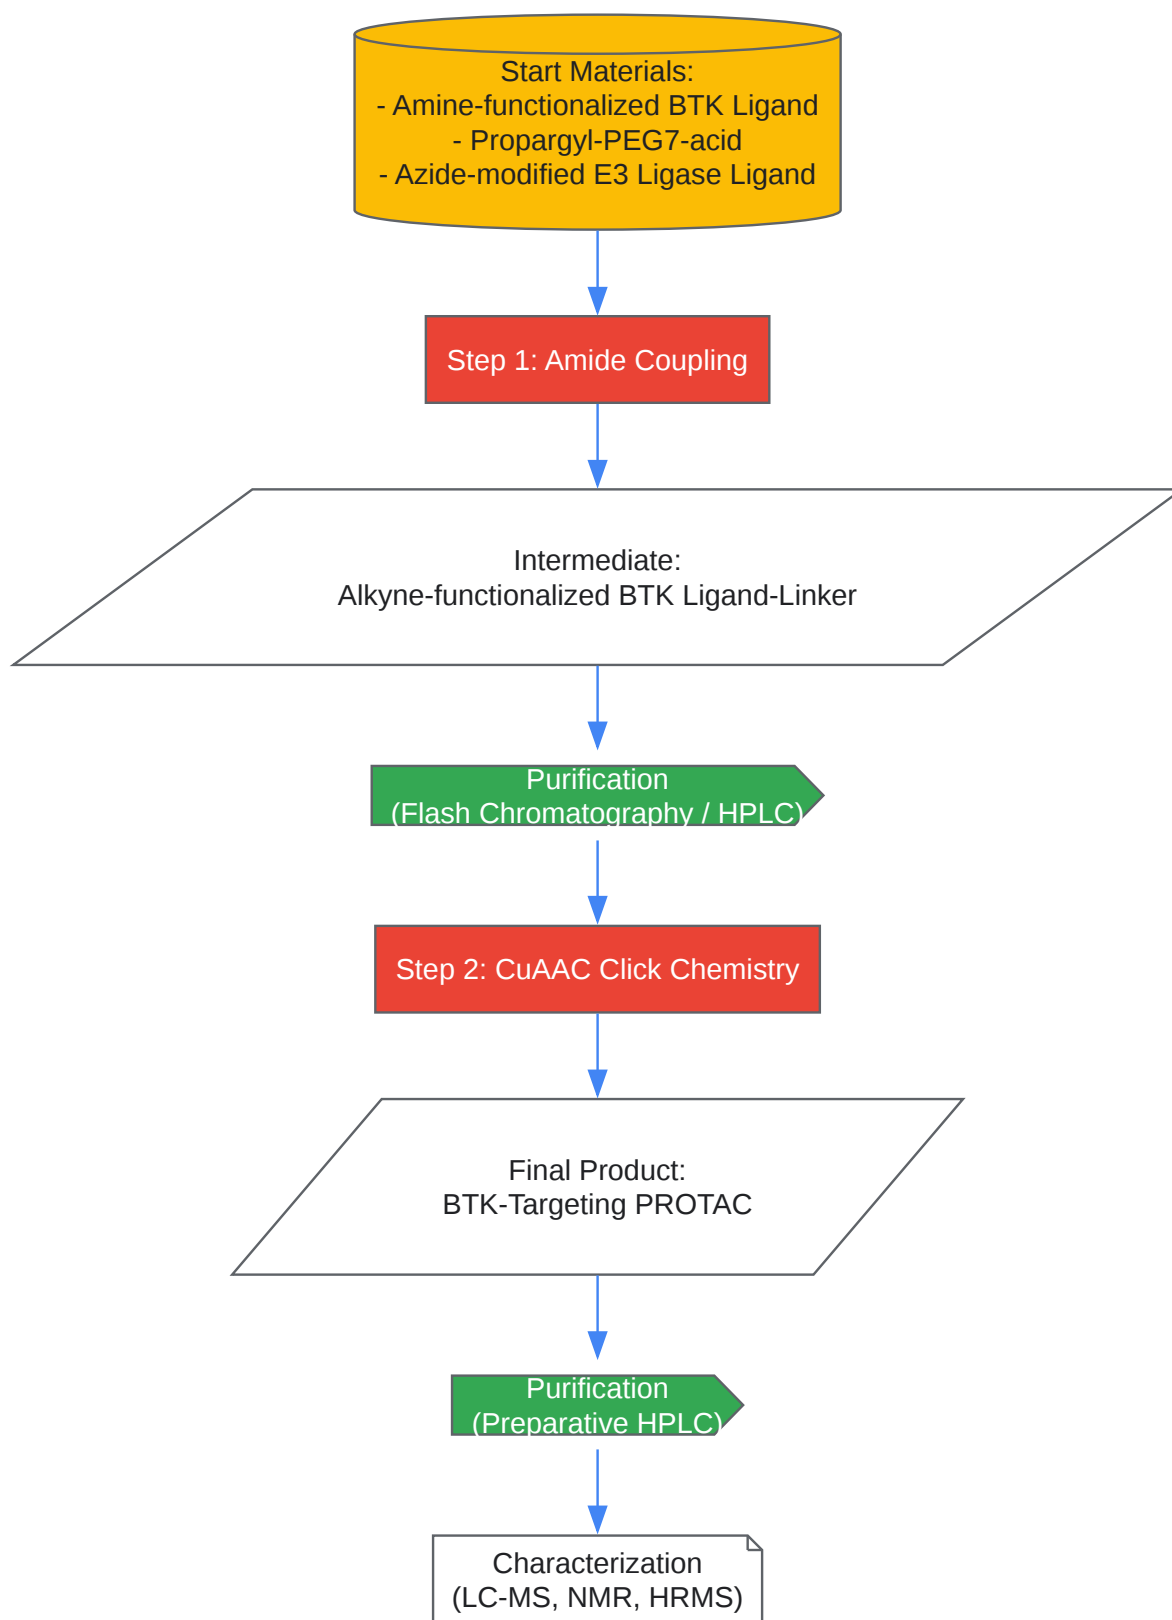 Start Materials:
- Amine-functionalized BTK Ligand
- Propargyl-PEG7-acid
- Azide-modified E3 Ligase Ligand
Step 1: Amide Coupling
Intermediate:
Alkyne-functionalized BTK Ligand-Linker
Purification
(Flash Chromatography / HPLC)
Step 2: CuAAC Click Chemistry
Final Product:
BTK-Targeting PROTAC
Purification
(Preparative HPLC)
Characterization
(LC-MS, NMR, HRMS)